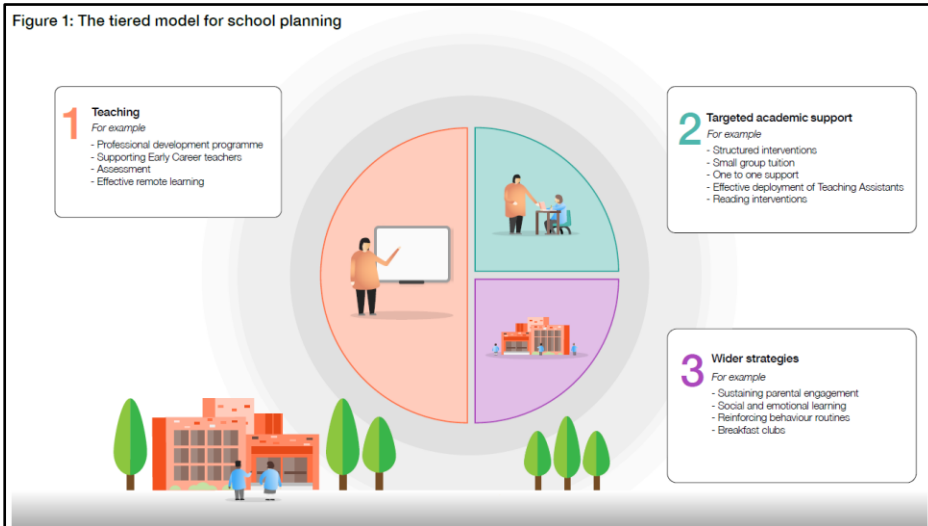 Figure 1: The tiered model for school planning
1
Teaching
For example
- Professional development programme
- Supporting Early Career teachers
- Assessment
- Effective remote learning
2
Targeted academic support
For example
- Structured interventions
- Small group tuition
- One to one support
- Effective deployment of Teaching Assistants
- Reading interventions
3
Wider strategies
For example
- Sustaining parental engagement
- Social and emotional learning
- Reinforcing behaviour routines
- Breakfast clubs